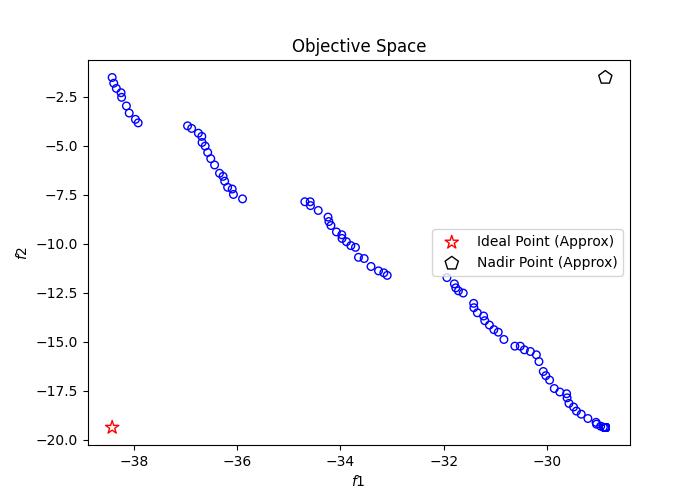 Objective Space
f2
−2.5
−5.0
−7.5
−10.0
−12.5
−15.0
−17.5
−20.0
Ideal Point (Approx)
Nadir Point (Approx)
−38
−36
−34
−32
−30
f1